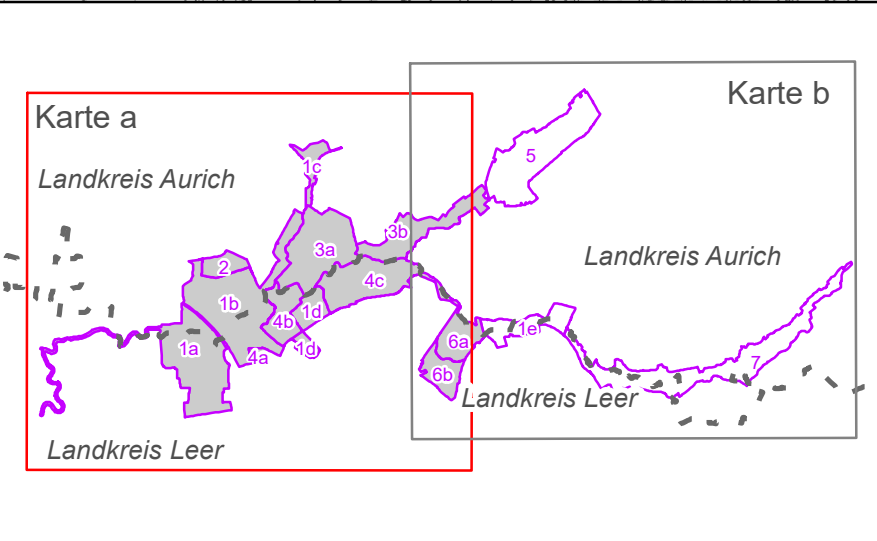 Karte a
Karte b
Landkreis Aurich
1c
5
3b
3a
Landkreis Aurich
2
4c
1b
1d
4b
1e
6a
1a
4a
1d
7
6b
Landkreis Leer
Landkreis Leer